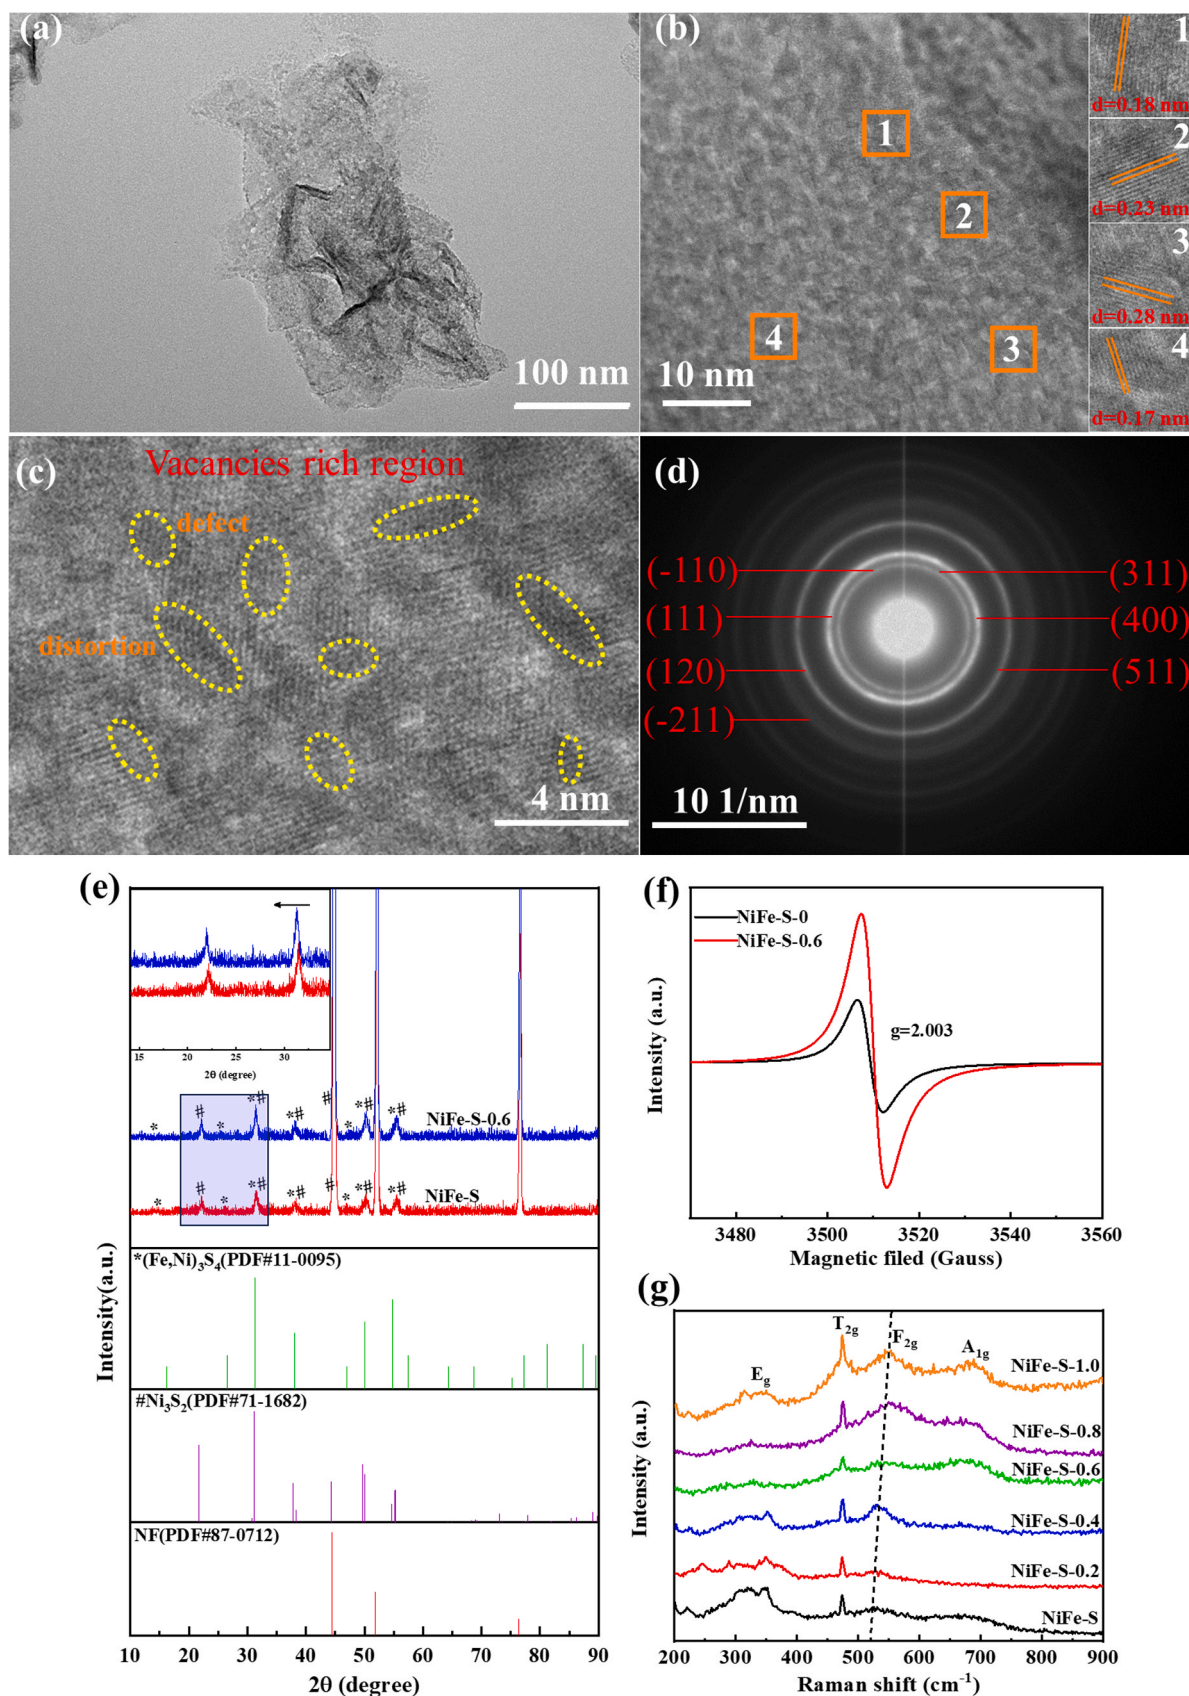 (a)
100 nm
(b)
1
2
3
4
10 nm
1
d=0.18 nm
2
d=0.23 nm
3
d=0.28 nm
4
d=0.17 nm
(c)
Vacancies rich region
defect
distortion
4 nm
(d)
(-110)
(111)
(120)
(-211)
(311)
(400)
(511)
10 1/nm
(e)
15 20 25 30
2θ (degree)
* # * *# *# # * *# *#
NiFe-S-0.6
* # * *# *# # * *# *#
NiFe-S
*(Fe,Ni)₃S₄(PDF#11-0095)
#Ni₃S₂(PDF#71-1682)
NF(PDF#87-0712)
Intensity(a.u.)
10 20 30 40 50 60 70 80 90
2θ (degree)
(f)
NiFe-S-0
NiFe-S-0.6
g=2.003
Intensity (a.u.)
3480 3500 3520 3540 3560
Magnetic filed (Gauss)
(g)
E₉
T₂g
F₂g
A₁g
NiFe-S-1.0
NiFe-S-0.8
NiFe-S-0.6
NiFe-S-0.4
NiFe-S-0.2
NiFe-S
Intensity (a.u.)
200 300 400 500 600 700 800 900
Raman shift (cm⁻¹)